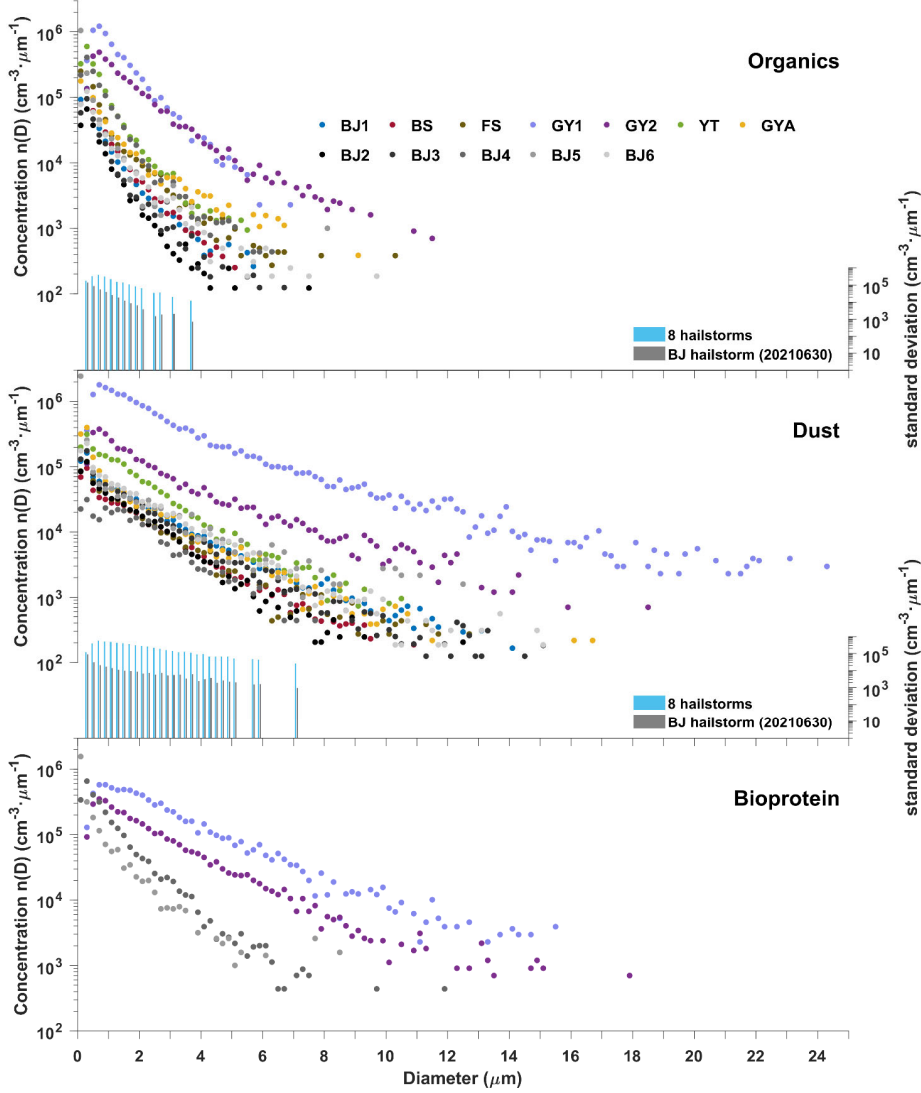 Organics
Concentration n(D) (cm⁻³·μm⁻¹)
10⁶
10⁵
10⁴
10³
10²
BJ1 BS FS GY1 GY2 YT GYA
BJ2 BJ3 BJ4 BJ5 BJ6
8 hailstorms
BJ hailstorm (20210630)
10⁵
10³
10
standard deviation (cm⁻³·μm⁻¹)
Dust
Concentration n(D) (cm⁻³·μm⁻¹)
10⁶
10⁵
10⁴
10³
10²
8 hailstorms
BJ hailstorm (20210630)
10⁵
10³
10
standard deviation (cm⁻³·μm⁻¹)
Bioprotein
Concentration n(D) (cm⁻³·μm⁻¹)
10⁶
10⁵
10⁴
10³
10²
0 2 4 6 8 10 12 14 16 18 20 22 24
Diameter (μm)